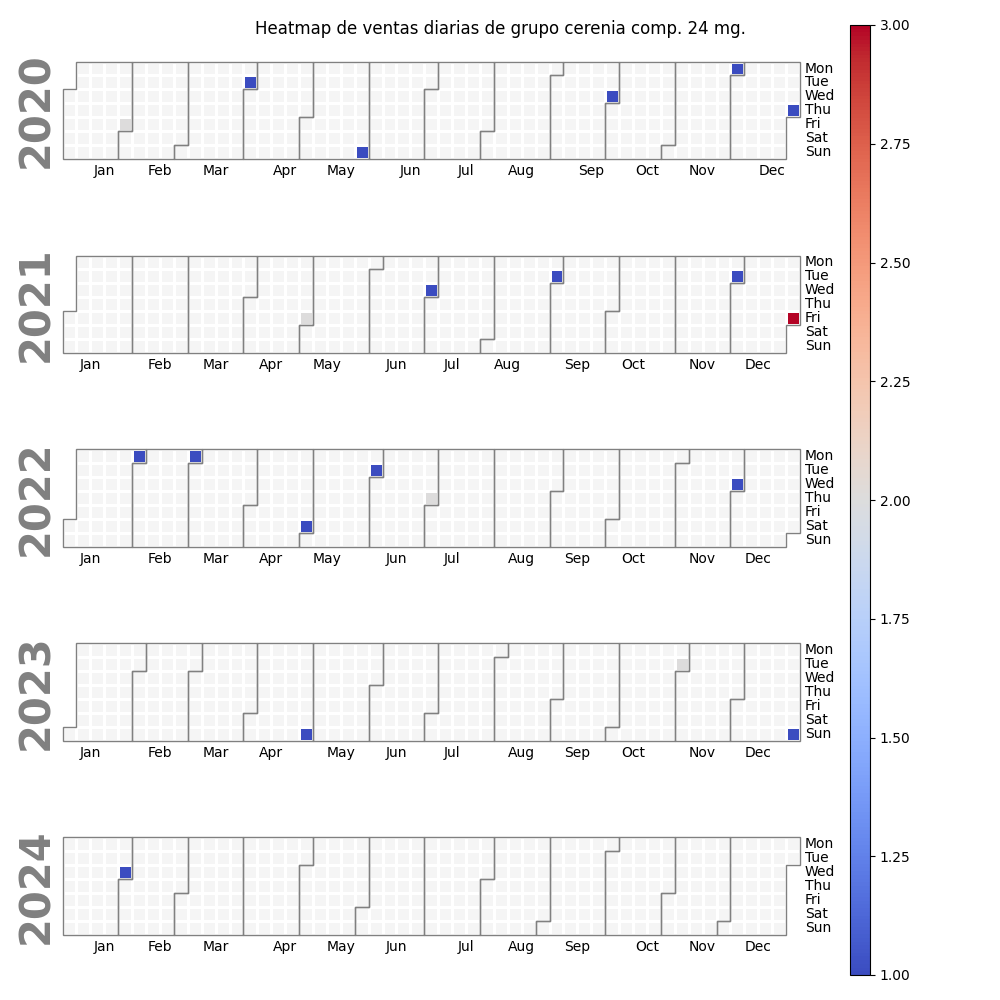 Heatmap de ventas diarias de grupo cerenia comp. 24 mg.
2020
Mon
Tue
Wed
Thu
Fri
Sat
Sun
Jan Feb Mar Apr May Jun Jul Aug Sep Oct Nov Dec
2021
Mon
Tue
Wed
Thu
Fri
Sat
Sun
Jan Feb Mar Apr May Jun Jul Aug Sep Oct Nov Dec
2022
Mon
Tue
Wed
Thu
Fri
Sat
Sun
Jan Feb Mar Apr May Jun Jul Aug Sep Oct Nov Dec
2023
Mon
Tue
Wed
Thu
Fri
Sat
Sun
Jan Feb Mar Apr May Jun Jul Aug Sep Oct Nov Dec
2024
Mon
Tue
Wed
Thu
Fri
Sat
Sun
Jan Feb Mar Apr May Jun Jul Aug Sep Oct Nov Dec
3.00
2.75
2.50
2.25
2.00
1.75
1.50
1.25
1.00